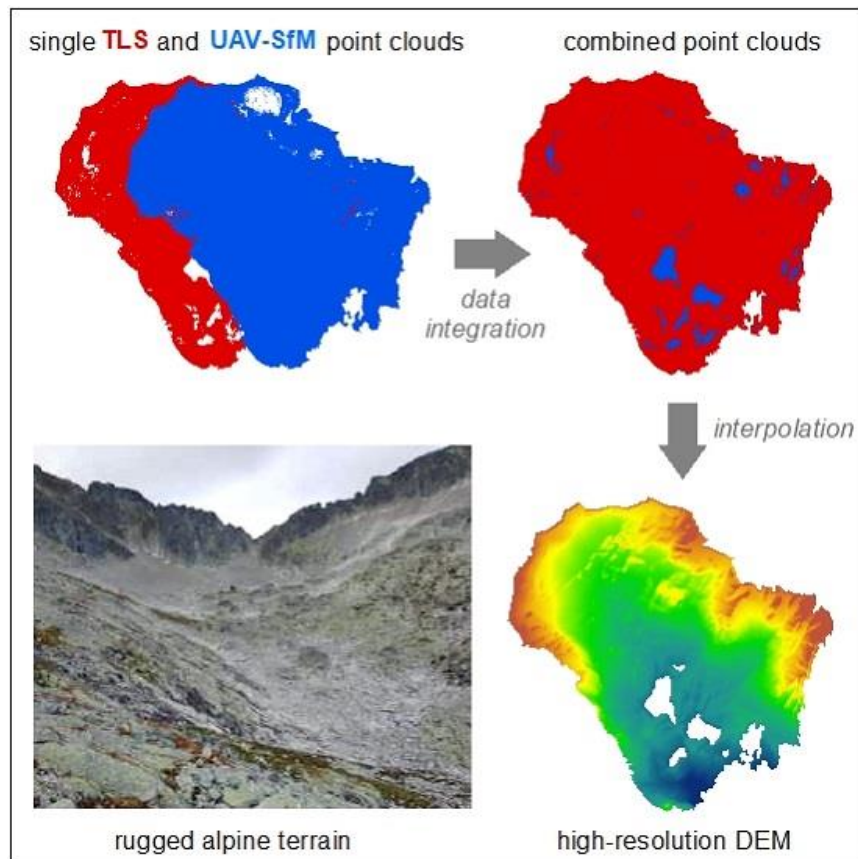 single TLS and UAV-SfM point clouds
combined point clouds
data
integration
interpolation
rugged alpine terrain
high-resolution DEM